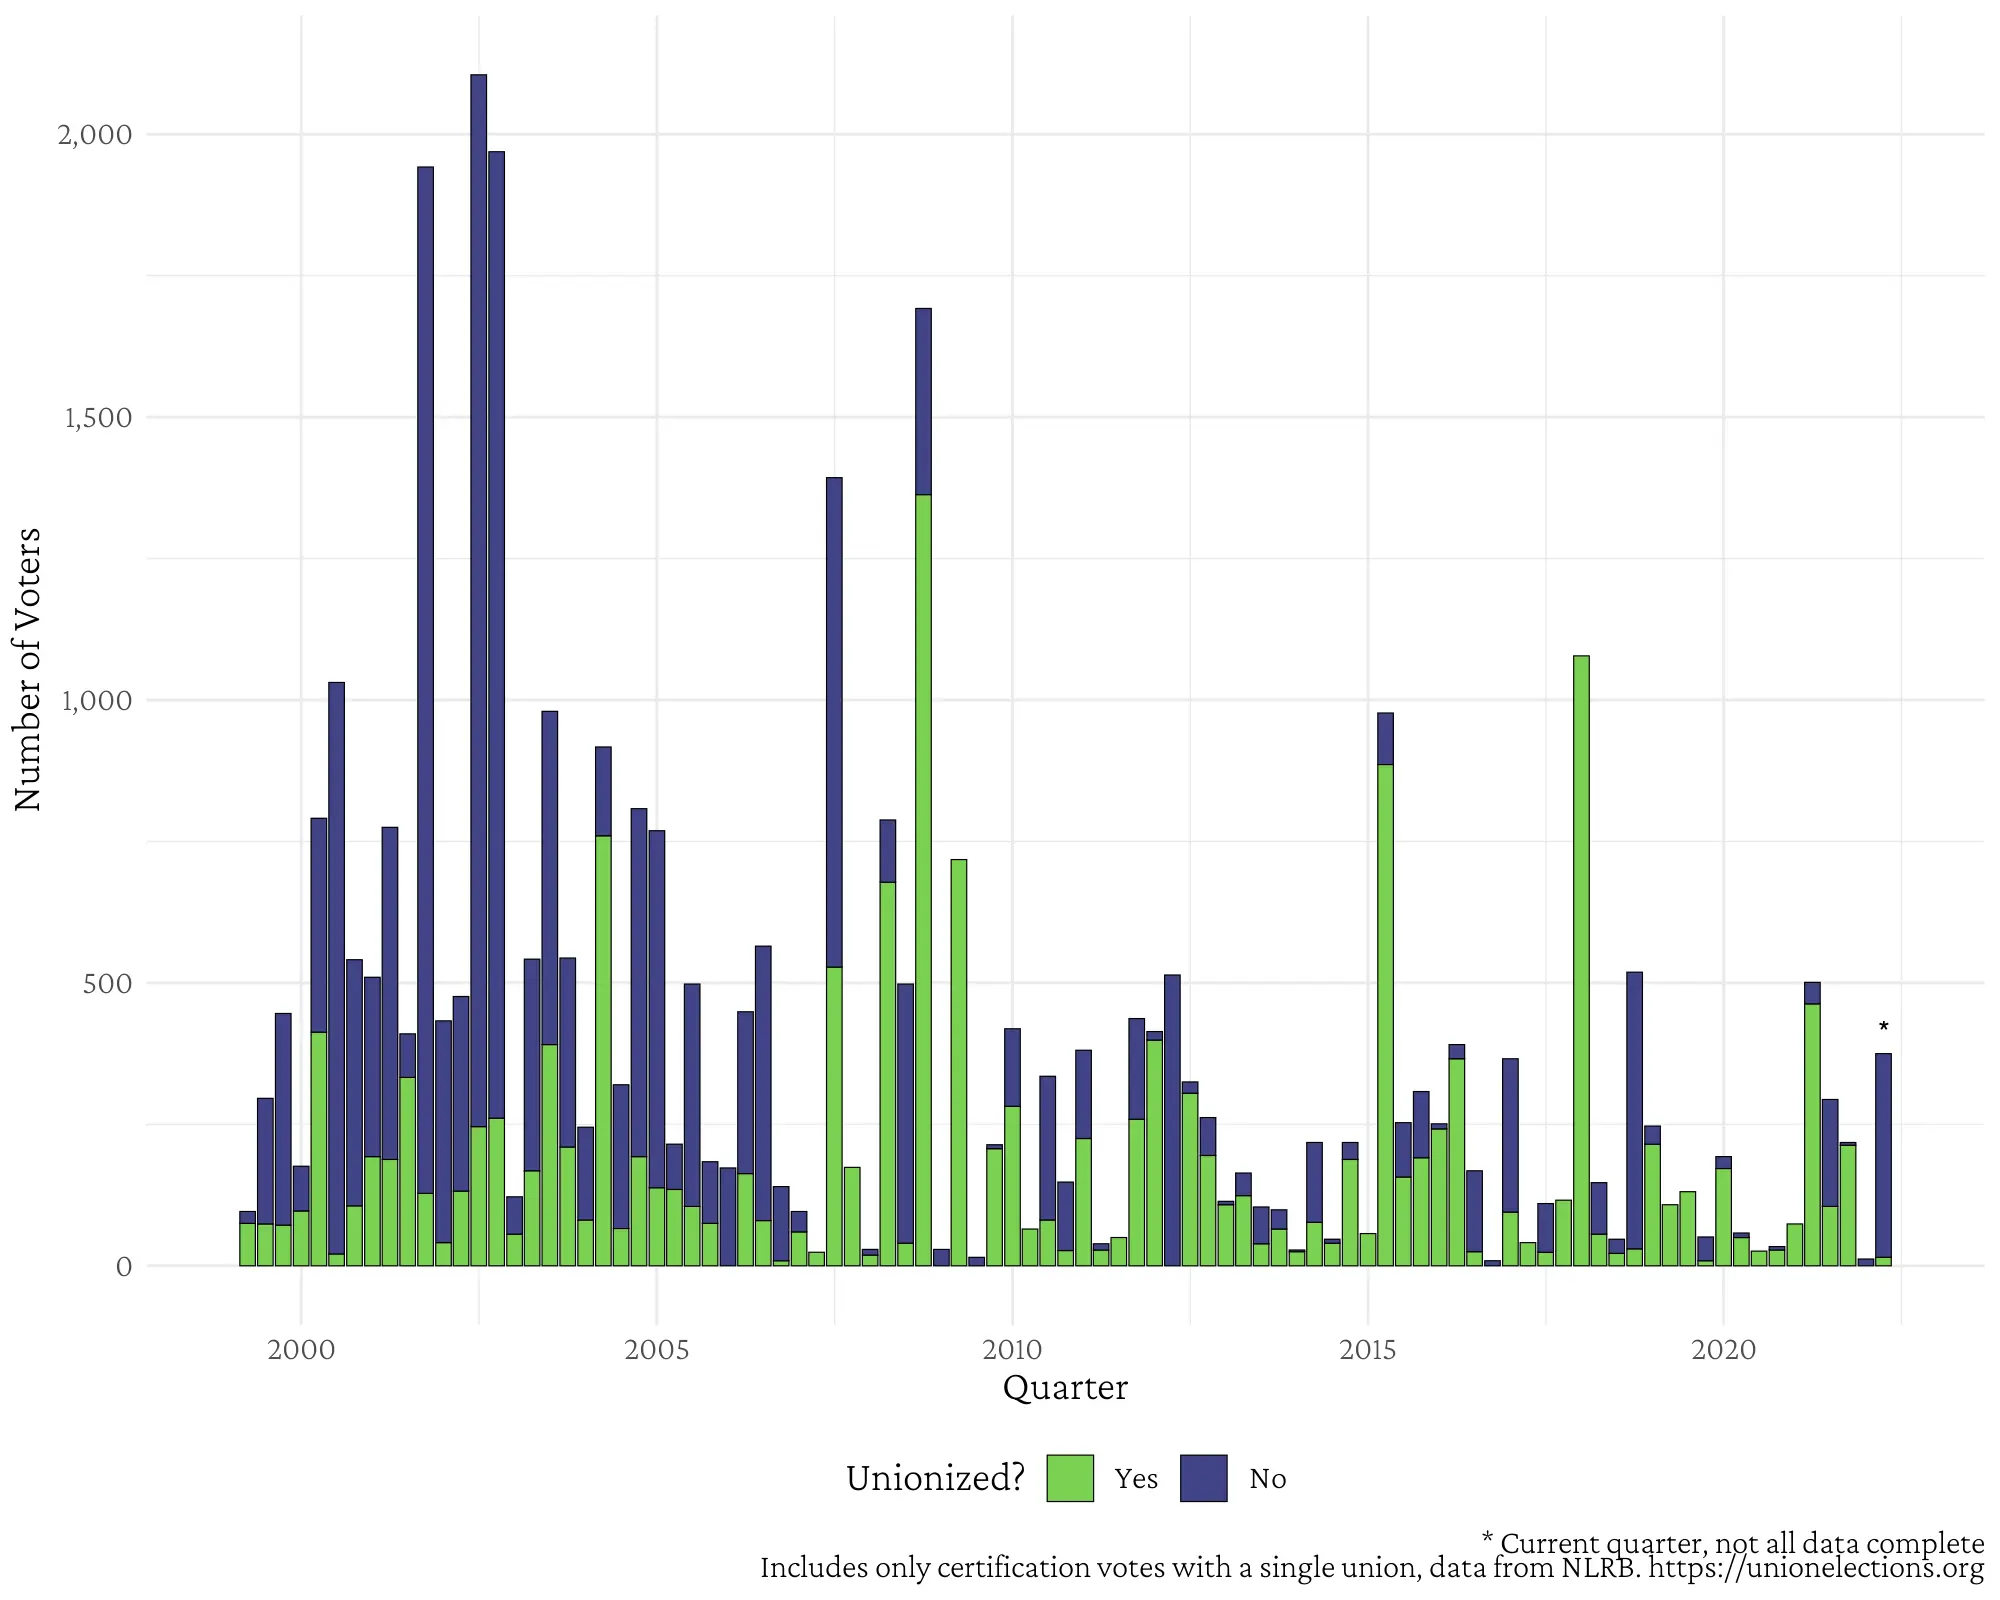 2,000
1,500
1,000
500
0
Number of Voters
*
2000 2005 2010 2015 2020
Quarter
Unionized? Yes No
* Current quarter, not all data complete
Includes only certification votes with a single union, data from NLRB. https://unionelections.org